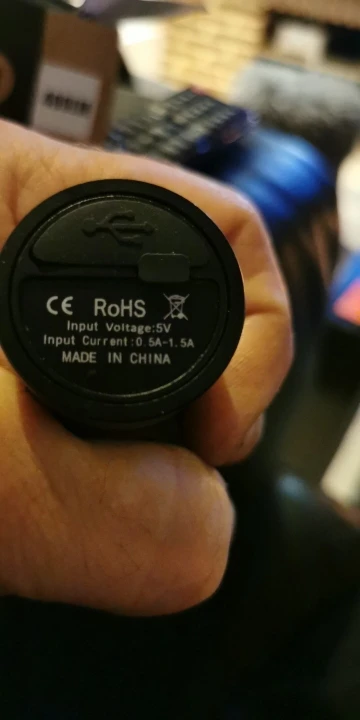 CE RoHS
Input Voltage:5V
Input Current:0.5A-1.5A
MADE IN CHINA